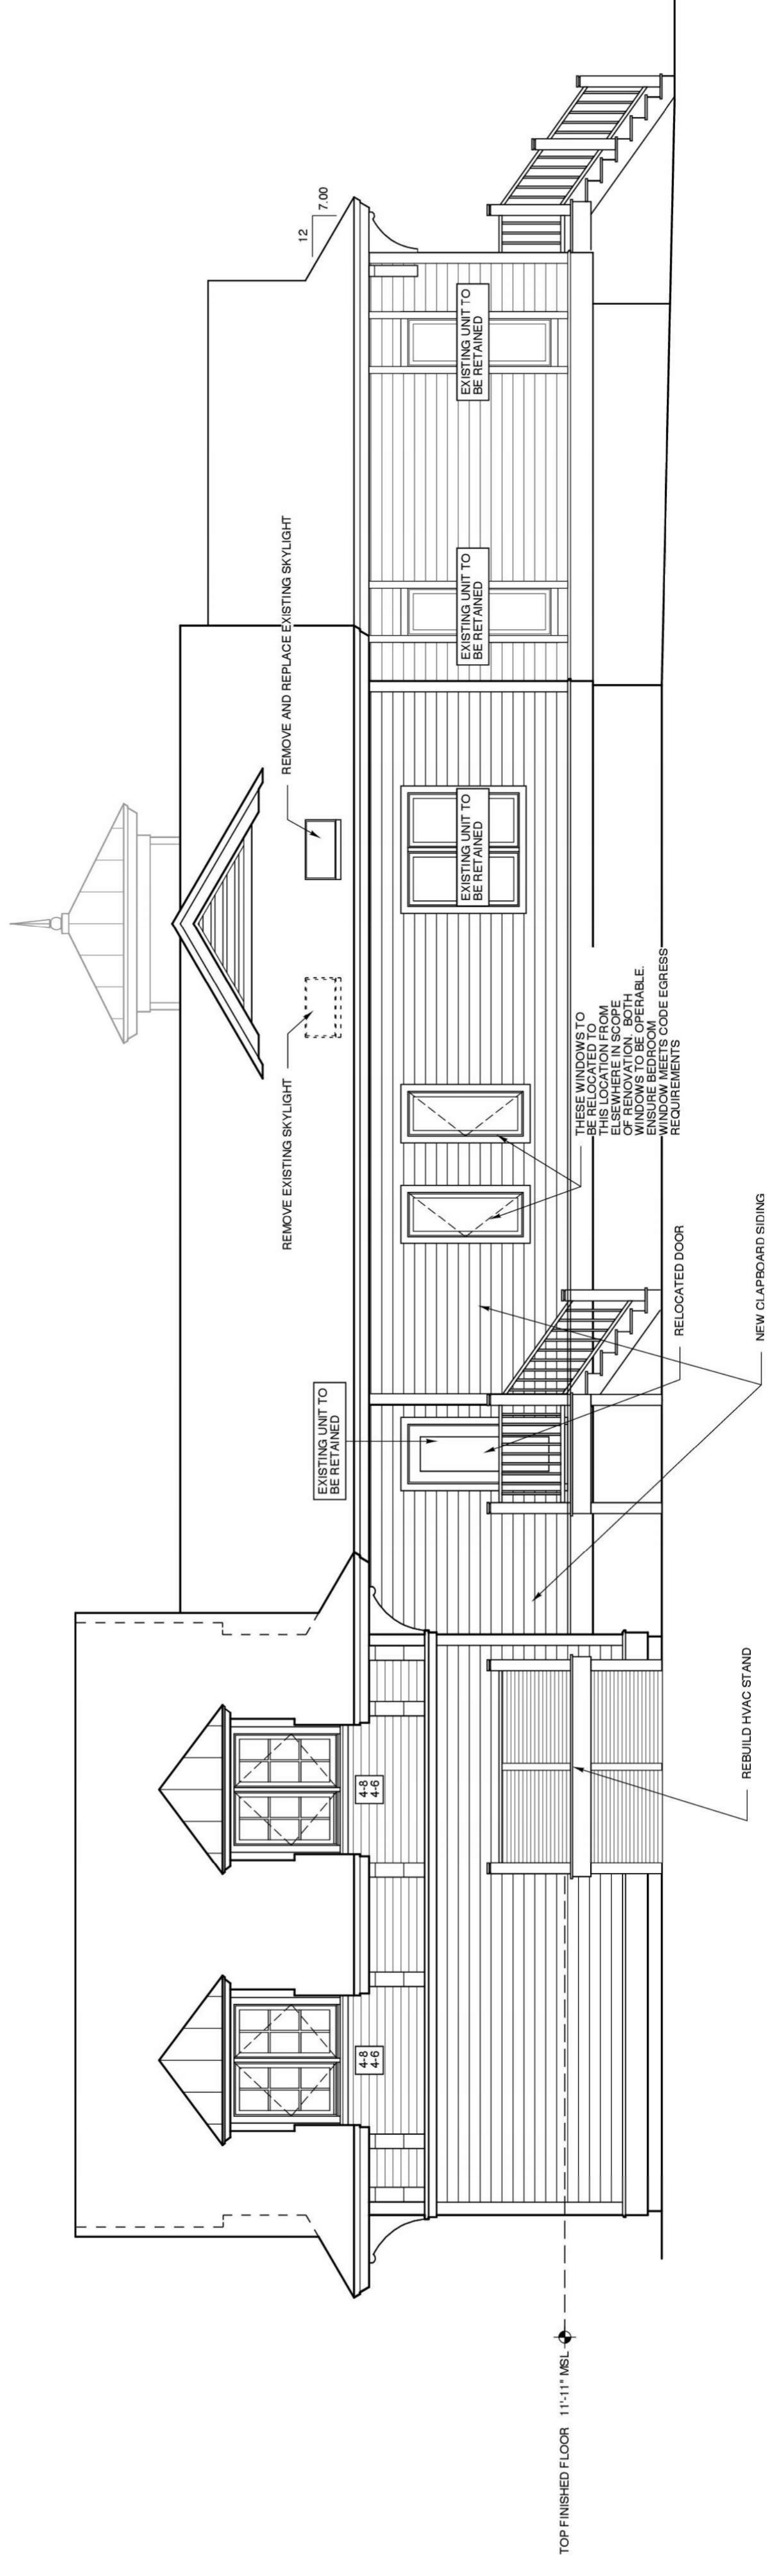 12
7.00
REMOVE EXISTING SKYLIGHT
REMOVE AND REPLACE EXISTING SKYLIGHT
EXISTING UNIT TO
BE RETAINED
4-8
4-6
4-8
4-6
EXISTING UNIT TO
BE RETAINED
EXISTING UNIT TO
BE RETAINED
EXISTING UNIT TO
BE RETAINED
TOP FINISHED FLOOR 11'-11" MSL
THESE WINDOWS TO
BE RELOCATED TO
THIS LOCATION FROM
ELSEWHERE IN SCOPE
OF RENOVATION. BOTH
WINDOWS TO BE OPERABLE.
ENSURE BEDROOM
WINDOW MEETS CODE EGRESS
REQUIREMENTS
RELOCATED DOOR
REBUILD HVAC STAND
NEW CLAPBOARD SIDING